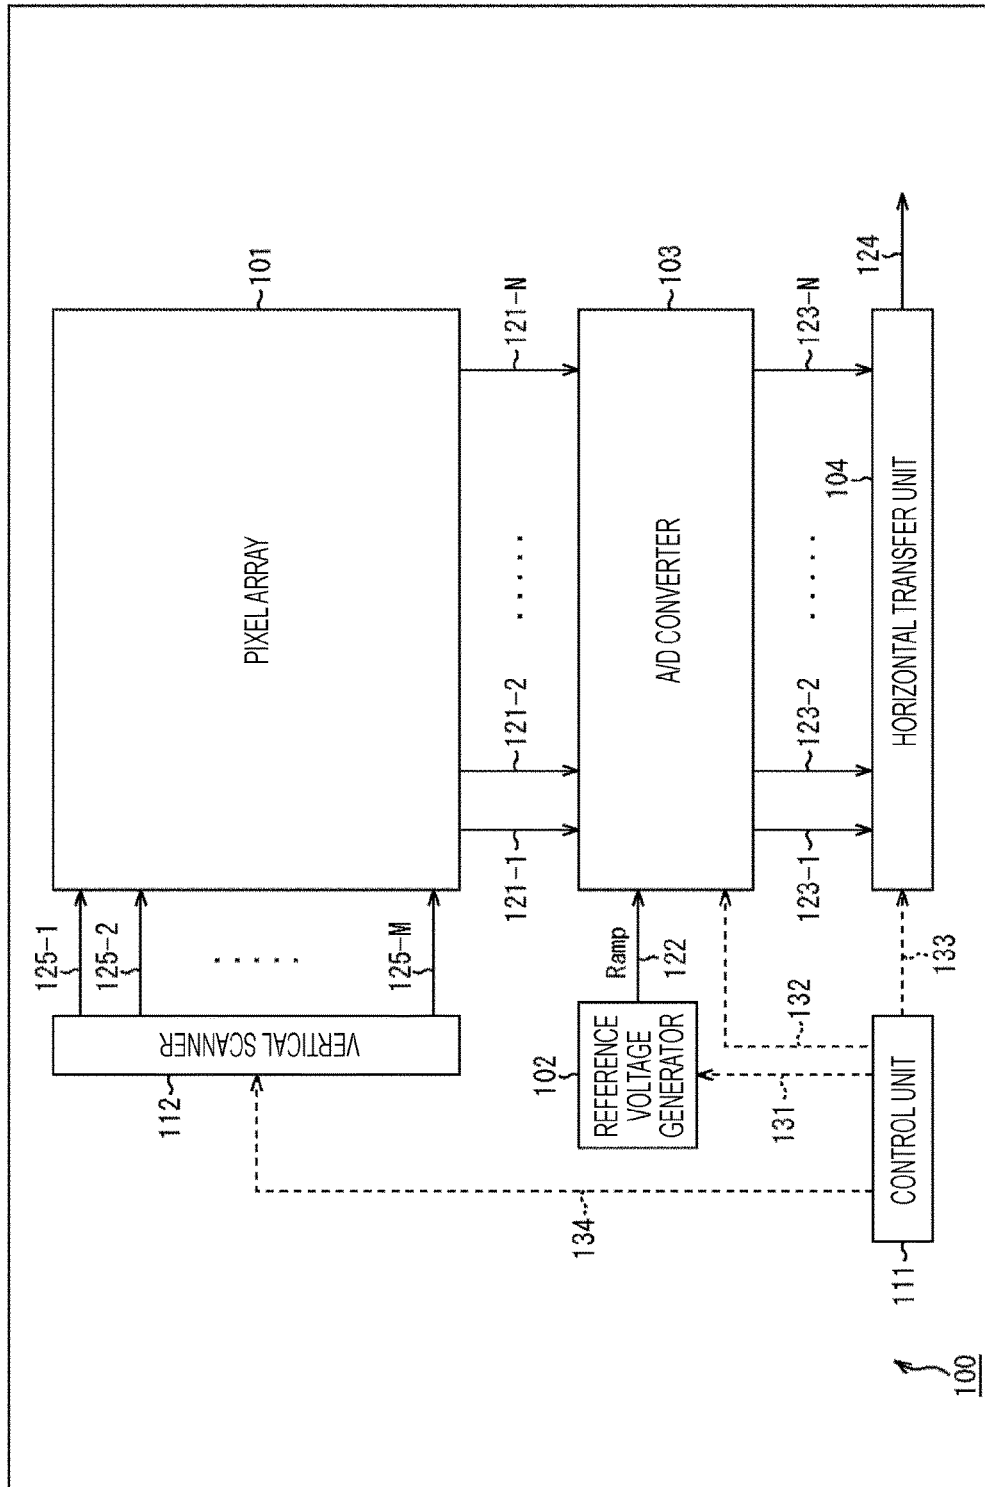 125-1
125-2
125-M
VERTICAL SCANNER
112
PIXEL ARRAY
101
121-1
121-2
121-N
134
102
REFERENCE
VOLTAGE
GENERATOR
Ramp
122
A/D CONVERTER
103
131
132
123-1
123-2
123-N
104
124
111
CONTROL UNIT
133
HORIZONTAL TRANSFER UNIT
100